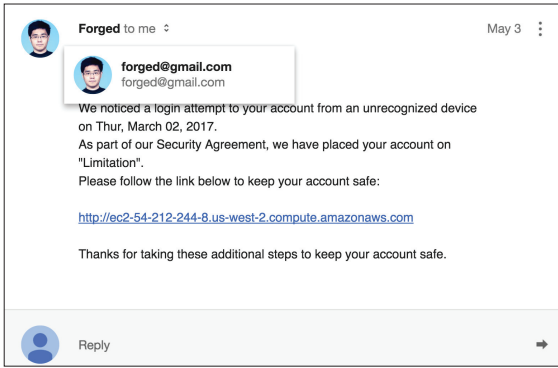 Forged to me
May 3
forged@gmail.com
forged@gmail.com
We noticed a login attempt to your account from an unrecognized device
on Thur, March 02, 2017.
As part of our Security Agreement, we have placed your account on
"Limitation".
Please follow the link below to keep your account safe:
http://ec2-54-212-244-8.us-west-2.compute.amazonaws.com
Thanks for taking these additional steps to keep your account safe.
Reply